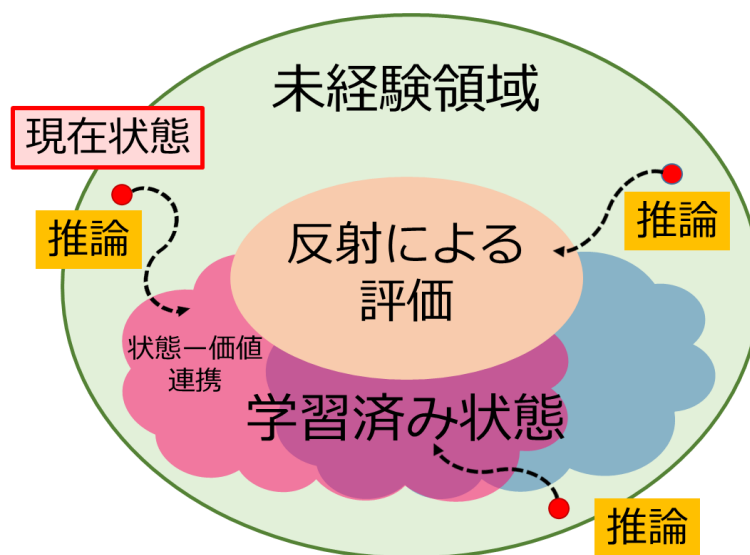 未経験領域
現在状態
推論
推論
反射による
評価
状態ー価値
連携
学習済み状態
推論